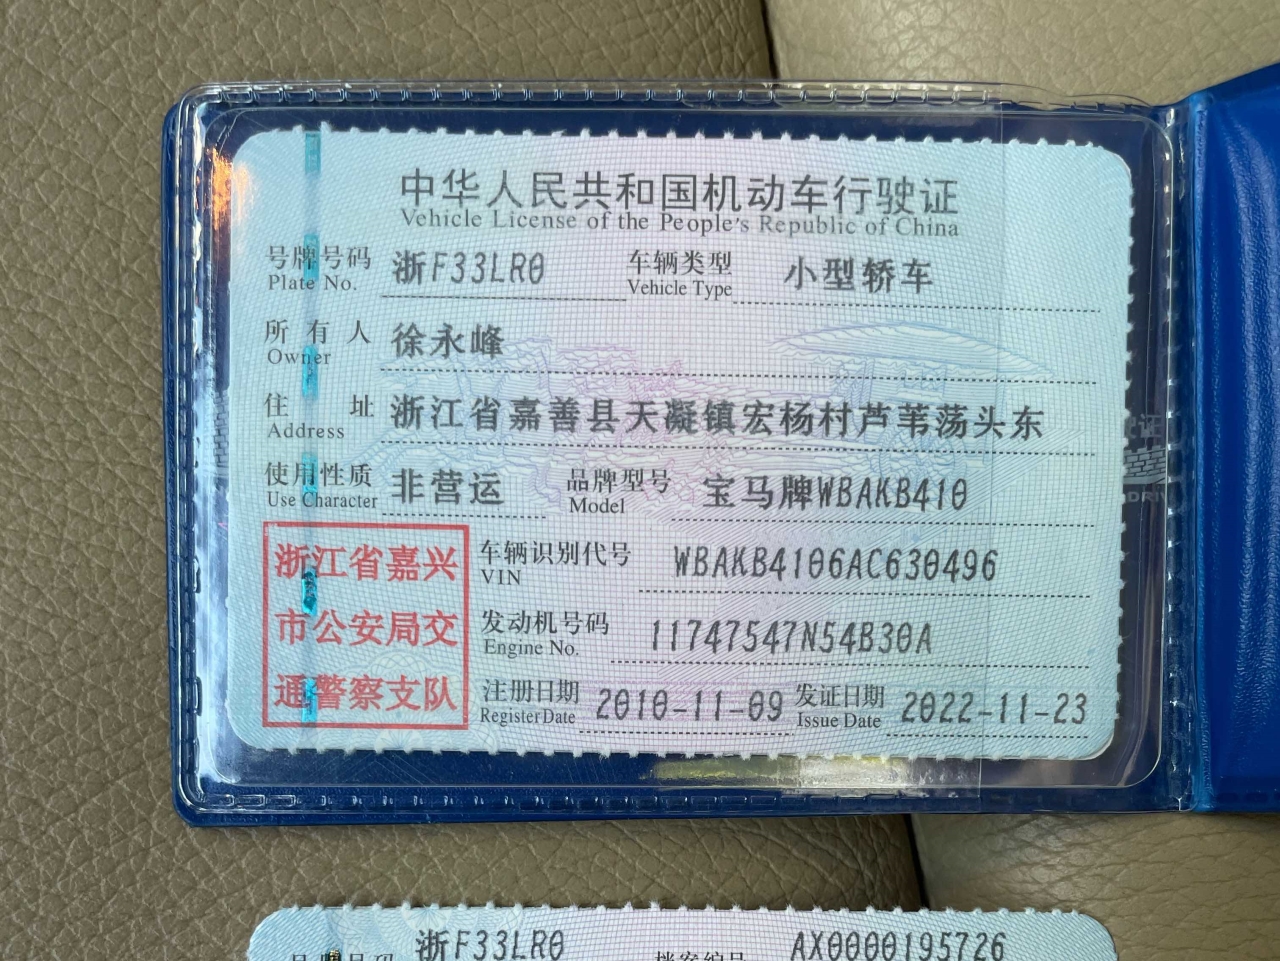 中华人民共和国机动车行驶证
Vehicle License of the People's Republic of China
号牌号码 浙F33LR0 车辆类型 小型轿车
Plate No. Vehicle Type
所有人 徐永峰
Owner
住址 浙江省嘉善县天凝镇宏杨村芦苇荡头东
Address
使用性质 非营运 品牌型号 宝马牌WBAKB410
Use Character Model
浙江省嘉兴
市公安局交
通警察支队
车辆识别代号 WBAKB4106AC630496
VIN
发动机号码 11747547N54B30A
Engine No.
注册日期 2010-11-09 发证日期 2022-11-23
Register Date Issue Date
号牌号码 浙F33LR0 档案编号 AX0000195726